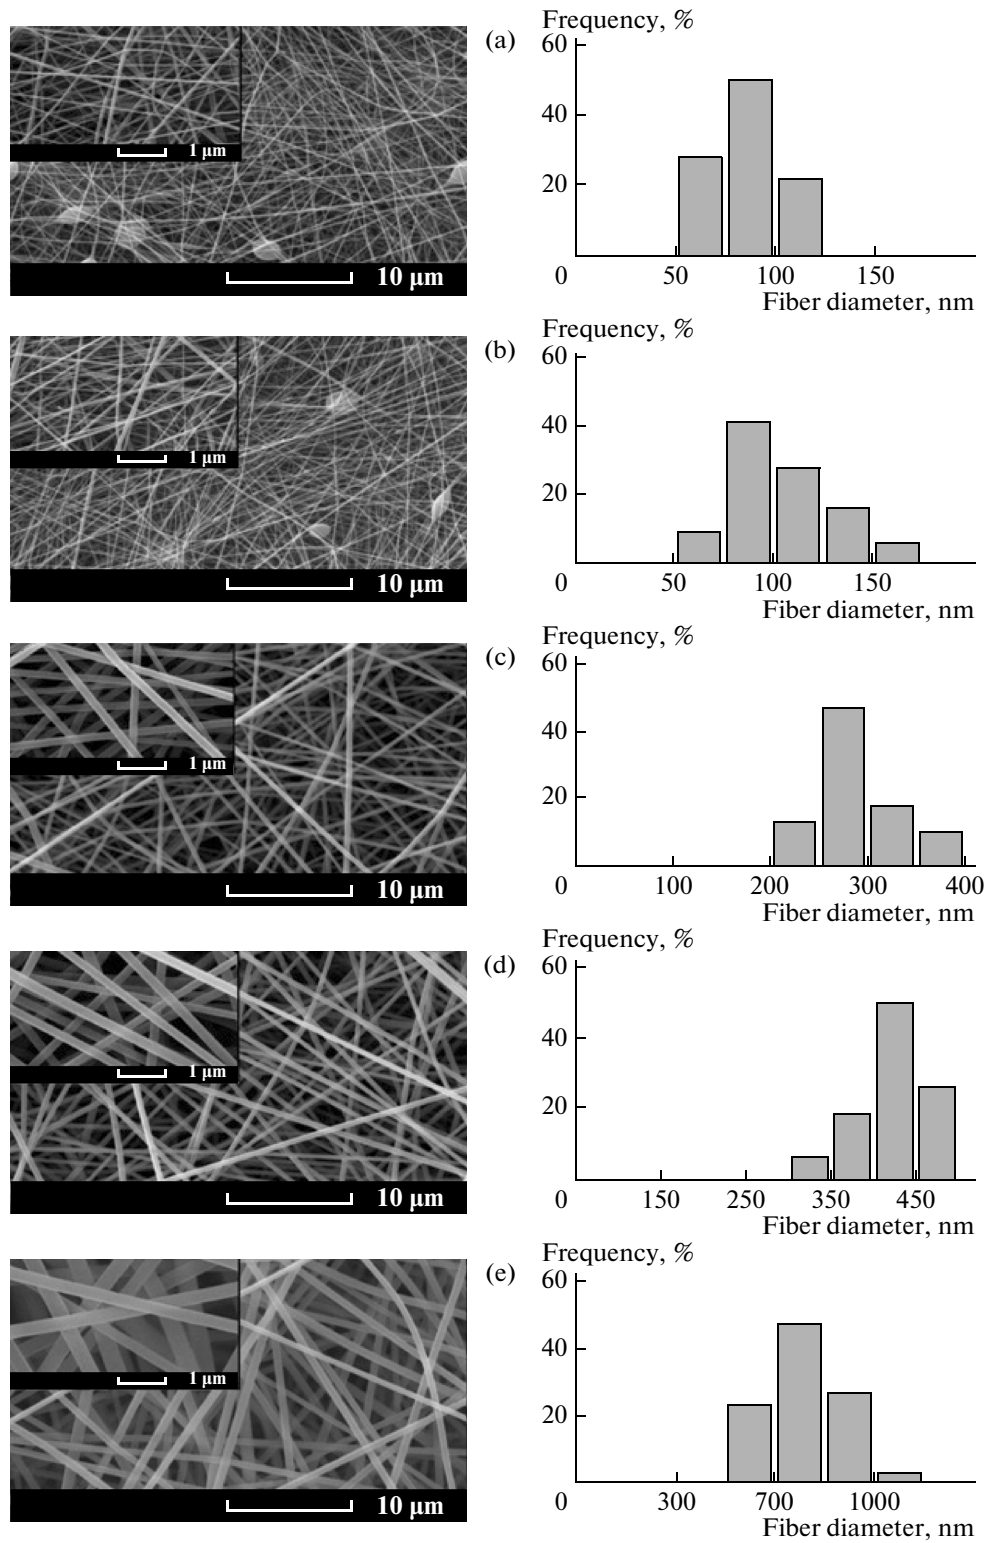 (a)
Frequency, %
60
40
20
0
50
100
150
Fiber diameter, nm
1 μm
10 μm
(b)
Frequency, %
60
40
20
0
50
100
150
Fiber diameter, nm
1 μm
10 μm
(c)
Frequency, %
60
40
20
0
100
200
300
400
Fiber diameter, nm
1 μm
10 μm
(d)
Frequency, %
60
40
20
0
150
250
350
450
Fiber diameter, nm
1 μm
10 μm
(e)
Frequency, %
60
40
20
0
300
700
1000
Fiber diameter, nm
1 μm
10 μm